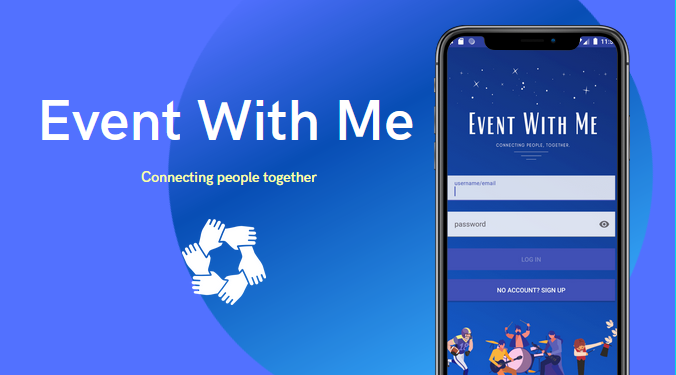 Event With Me
Connecting people together
EVENT WITH ME
CONNECTING PEOPLE, TOGETHER
username/email
password
LOG IN
NO ACCOUNT? SIGN UP